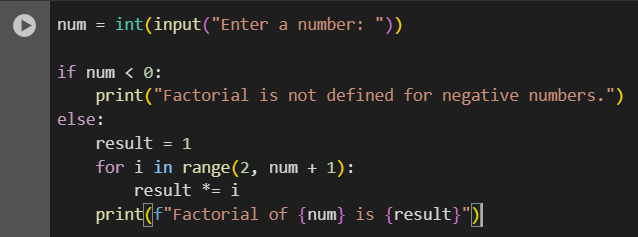 num = int(input("Enter a number: "))

if num < 0:
    print("Factorial is not defined for negative numbers.")
else:
    result = 1
    for i in range(2, num + 1):
        result *= i
    print(f"Factorial of {num} is {result}")